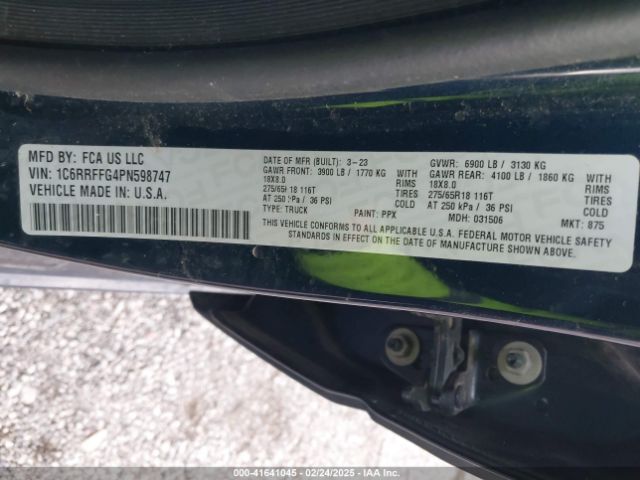 MFD BY: FCA US LLC
VIN: 1C6RRFFG4PN598747
VEHICLE MADE IN U.S.A.
DATE OF MFR (BUILT): 3-23
GAWR FRONT: 3900 LB / 1770 KG
18X8.0 RIMS
275/65R18 116T TIRES
AT 250 kPa / 36 PSI COLD
TYPE: TRUCK PAINT: PPX
GVWR: 6900 LB / 3130 KG
GAWR REAR: 4100 LB / 1860 KG
18X8.0 RIMS
275/65R18 116T TIRES
AT 250 kPa / 36 PSI COLD
MDH: 031506 MKT: 875
THIS VEHICLE CONFORMS TO ALL APPLICABLE U.S.A. FEDERAL MOTOR VEHICLE SAFETY
STANDARDS IN EFFECT ON THE DATE OF MANUFACTURE SHOWN ABOVE.
000-41641045 - 02/24/2025 - IAA Inc.